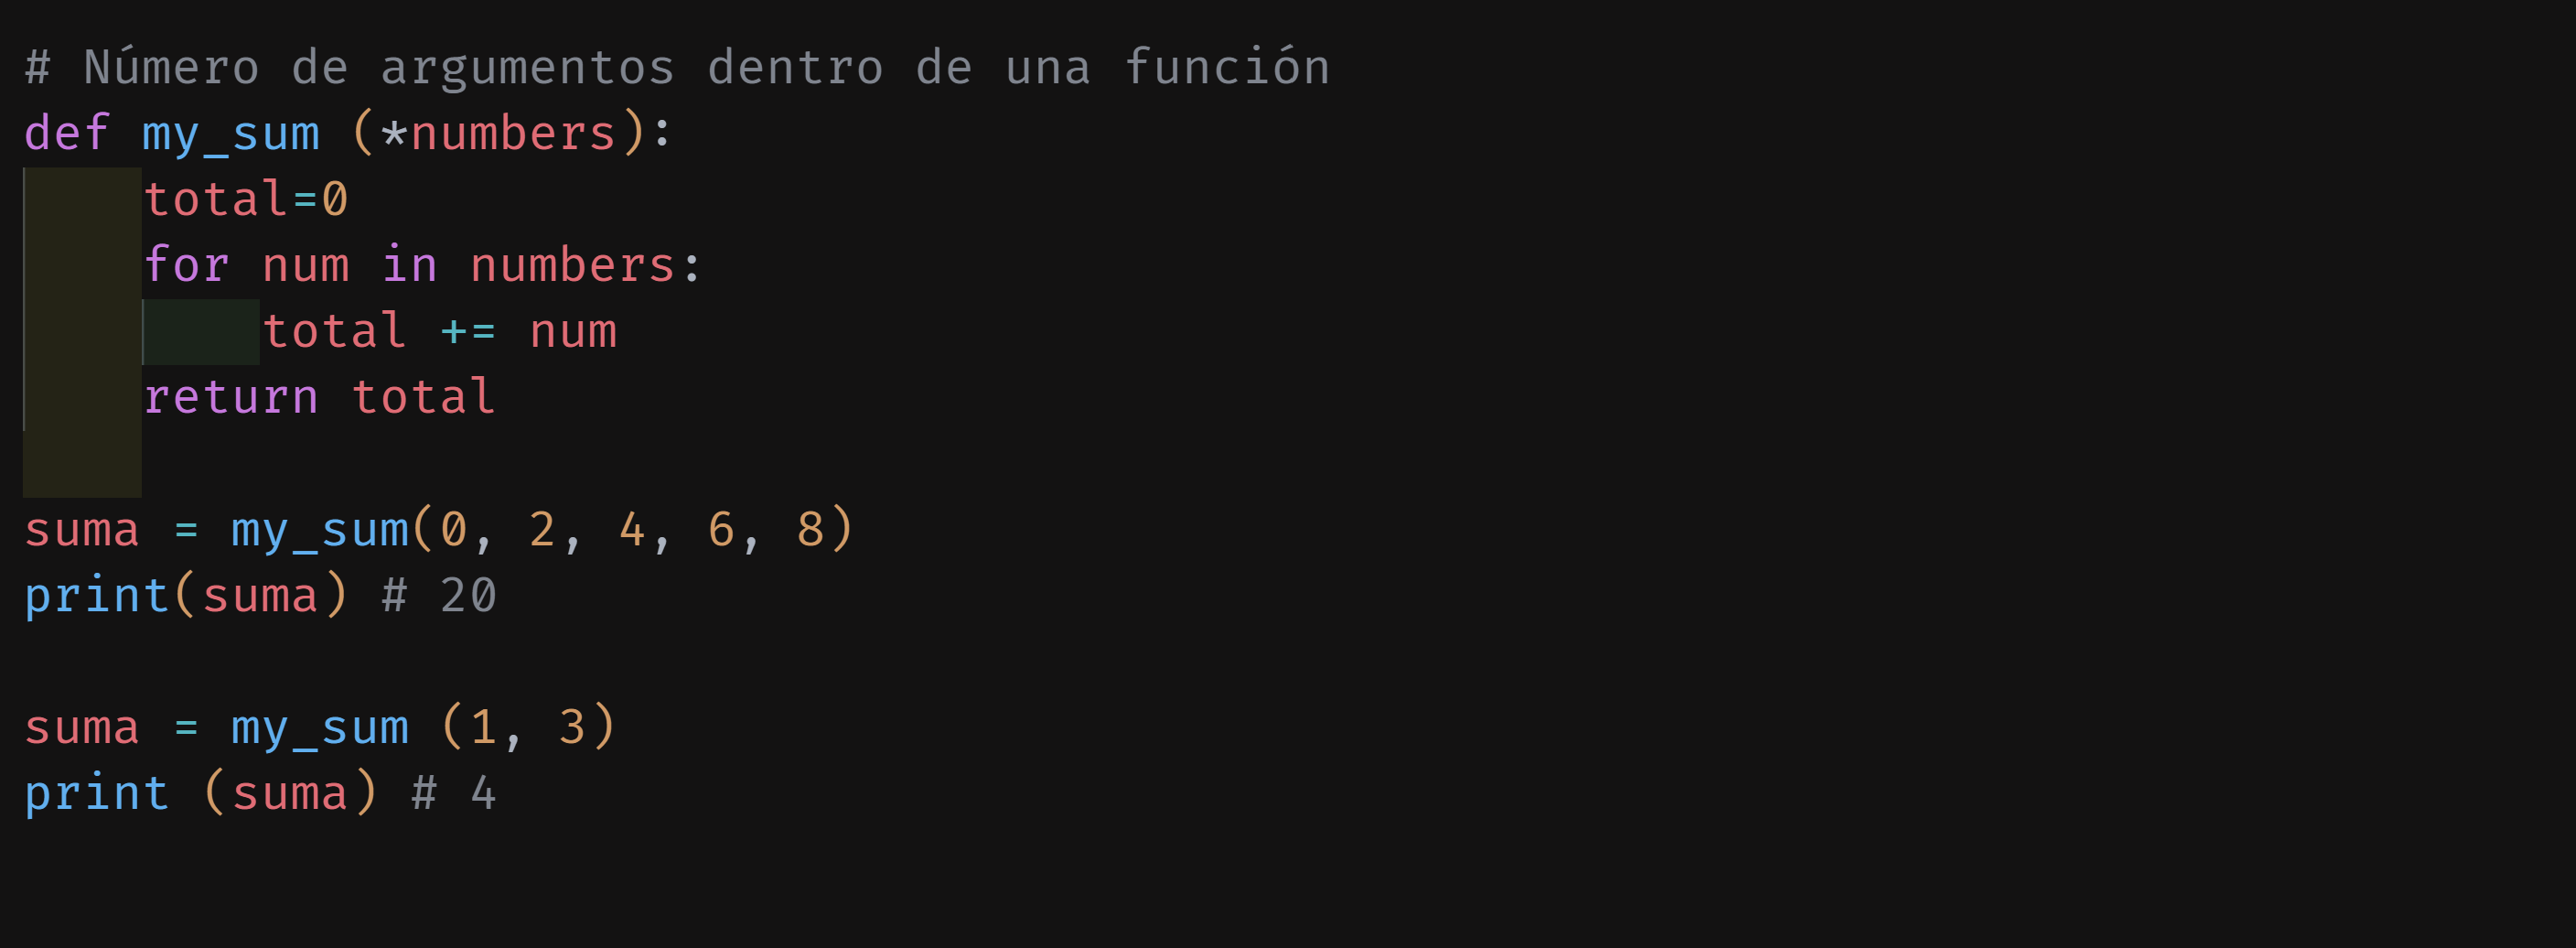 # Número de argumentos dentro de una función
def my_sum (*numbers):
    total=0
    for num in numbers:
        total += num
    return total

suma = my_sum(0, 2, 4, 6, 8)
print(suma) # 20

suma = my_sum (1, 3)
print (suma) # 4